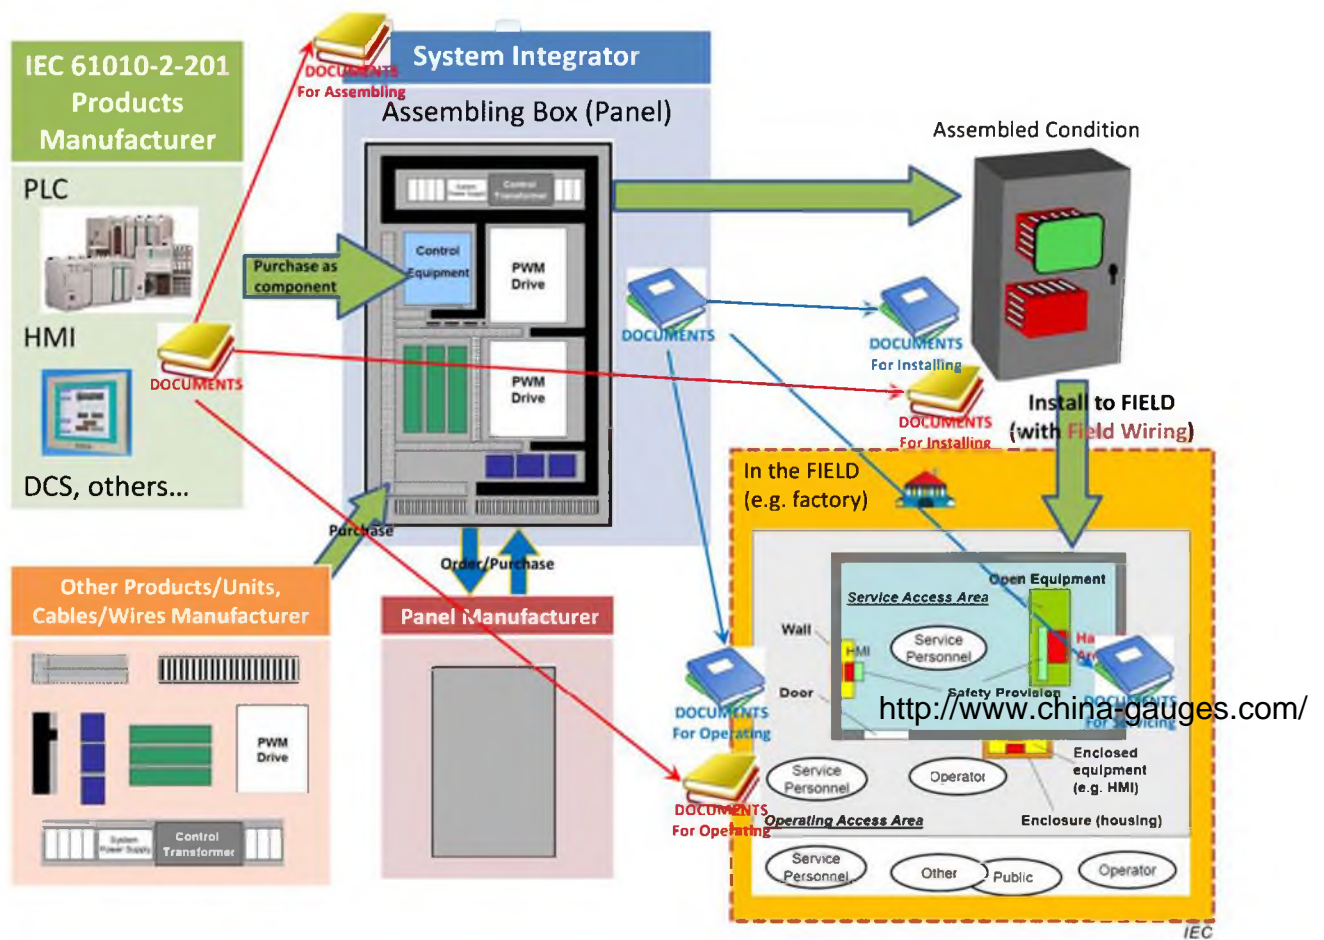 IEC 61010-2-201
Products
Manufacturer
PLC
HMI
DOCUMENTS
DCS, others...
DOCUMENTS
For Assembling
System Integrator
Assembling Box (Panel)
System
Power Supply
Control
Transformer
Purchase as
component
Control
Equipment
PWM
Drive
PWM
Drive
DOCUMENTS
Assembled Condition
DOCUMENTS
For Installing
DOCUMENTS
For Installing
Install to FIELD
(with Field Wiring)
Purchase
Order/Purchase
Other Products/Units,
Cables/Wires Manufacturer
PWM
Drive
System
Power Supply
Control
Transformer
Panel Manufacturer
In the FIELD
(e.g. factory)
Open Equipment
Service Access Area
Wall
HMI
Service
Personnel
Ha
Door
Safety Provision
DOCUMENTS
For Servicing
http://www.china-gauges.com/
DOCUMENTS
For Operating
Enclosed
equipment
(e.g. HMI)
Service
Personnel
Operator
DOCUMENTS
For Operating
Operating Access Area
Enclosure (housing)
Service
Personnel
Other
Public
Operator
IEC